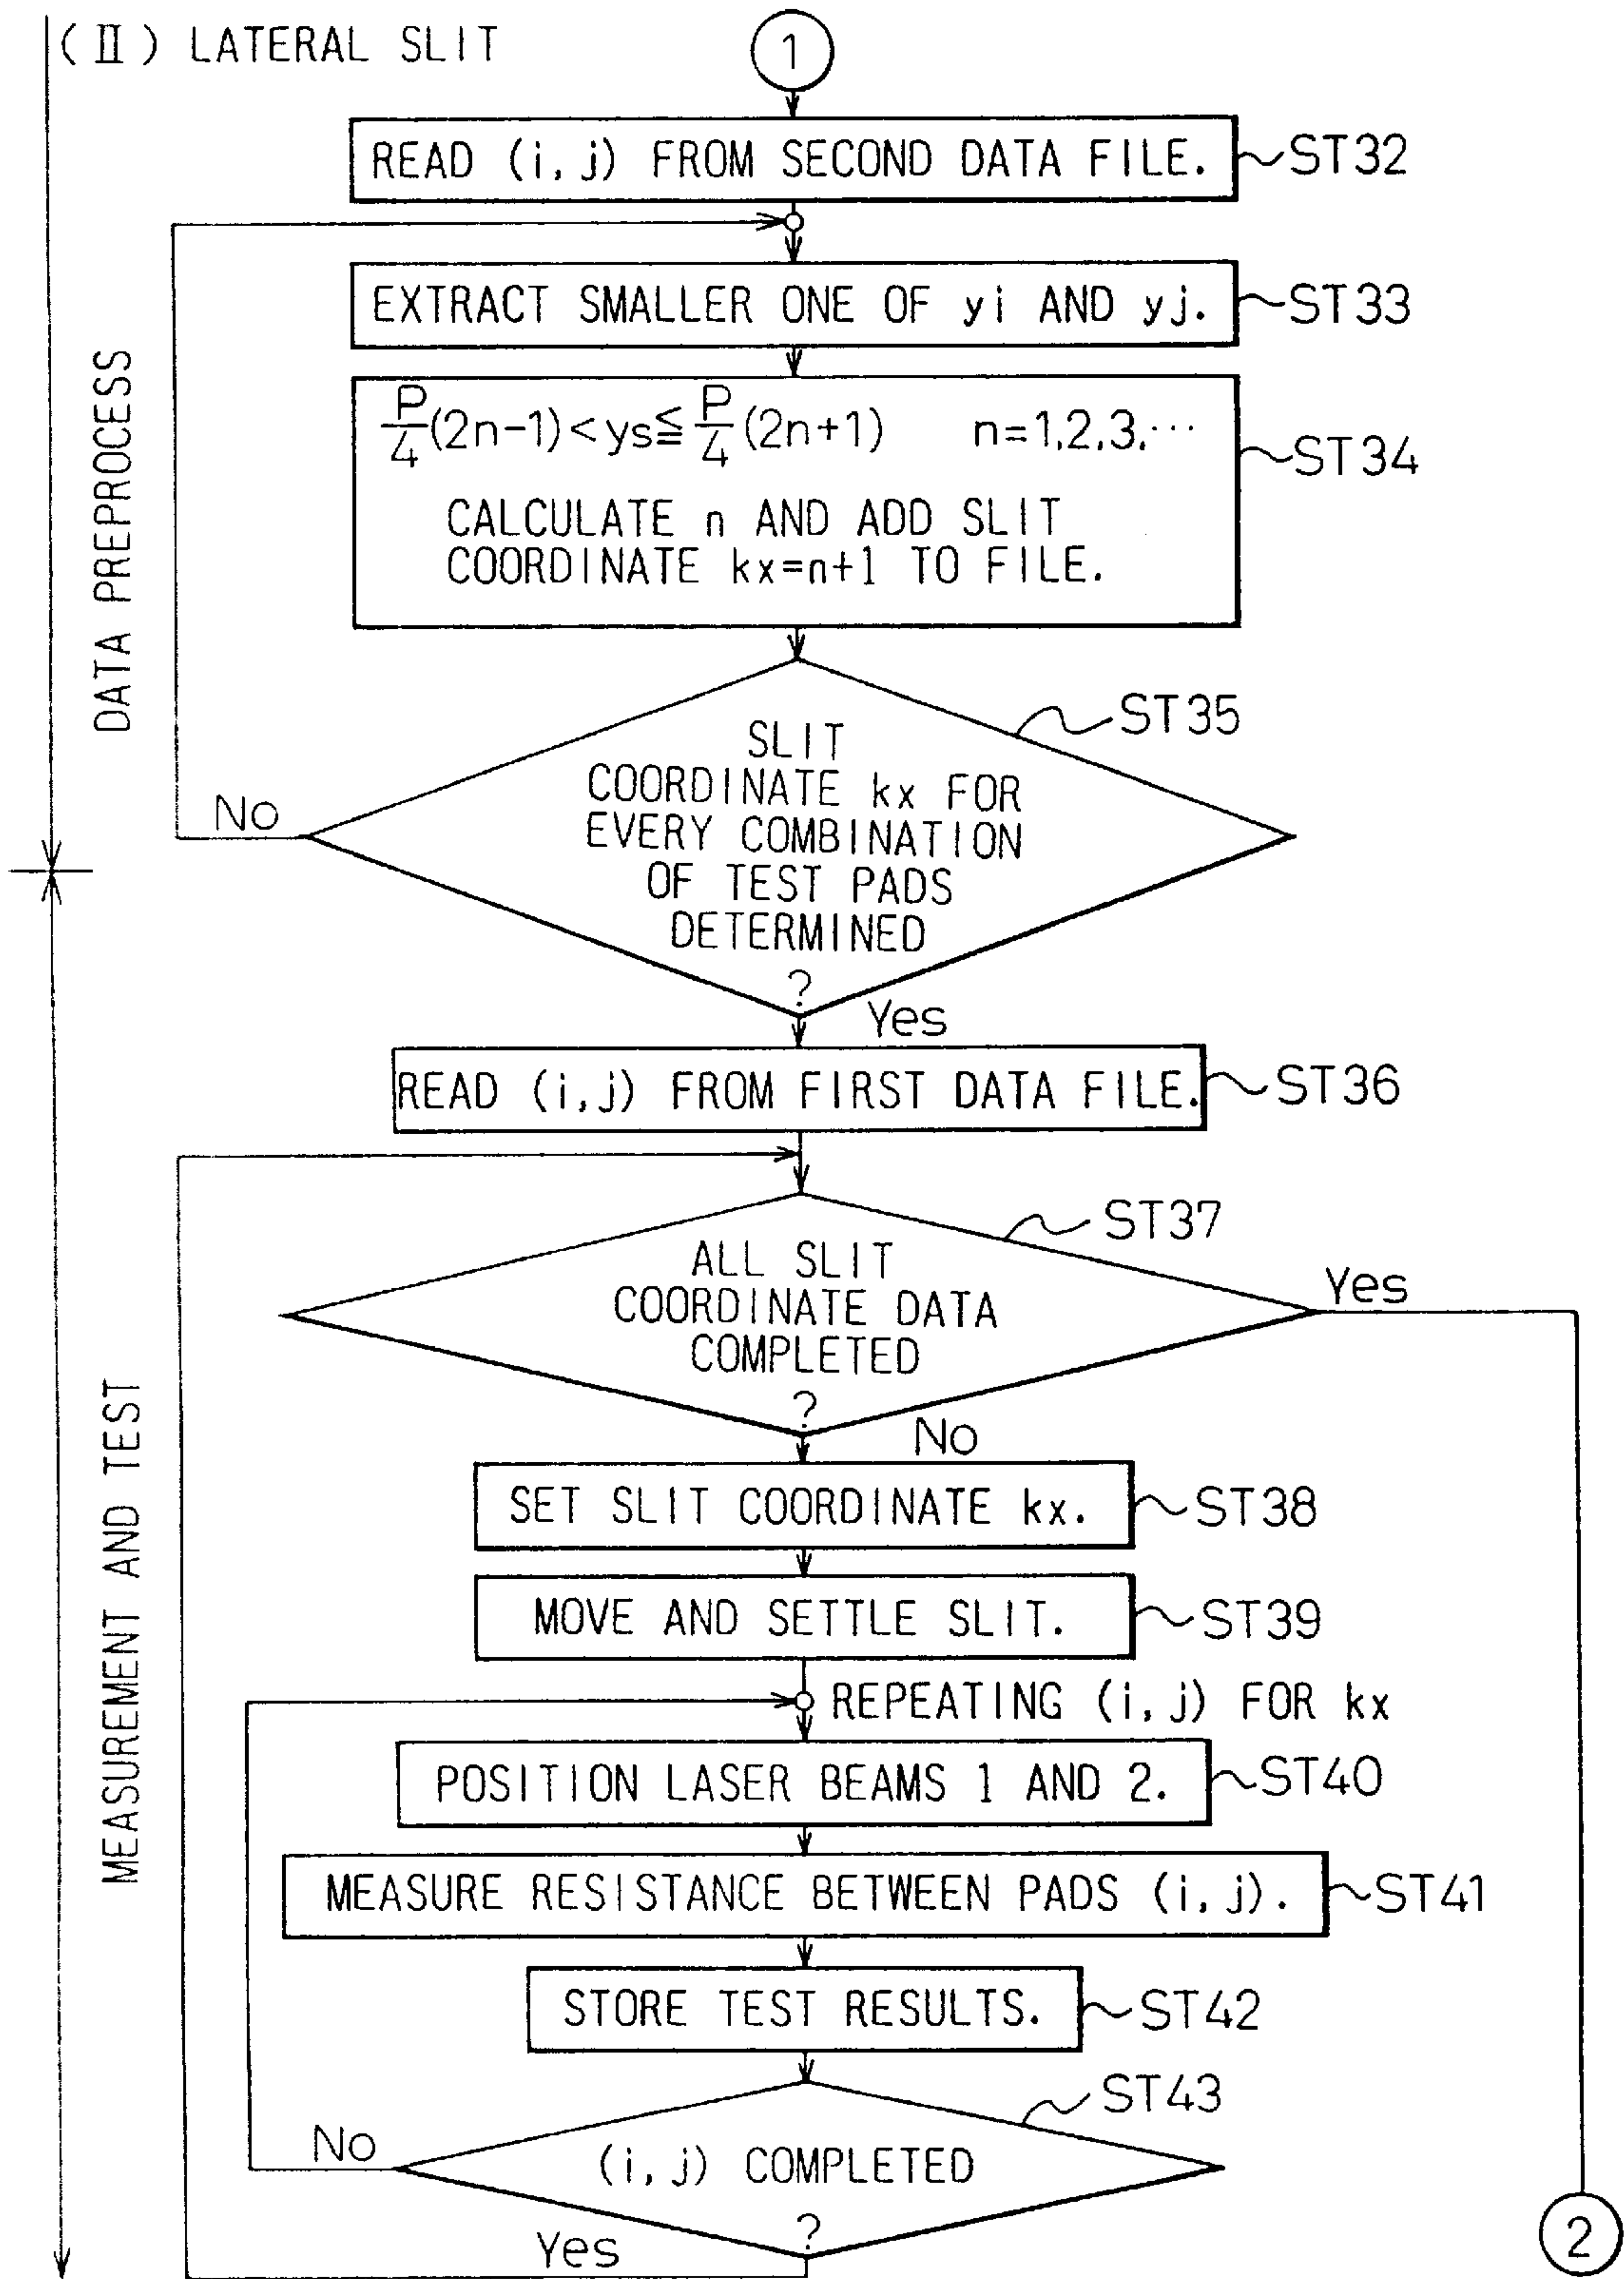 (II) LATERAL SLIT
1
READ (i, j) FROM SECOND DATA FILE.
ST32
EXTRACT SMALLER ONE OF yi AND yj.
ST33
P/4(2n-1)<ys≦P/4(2n+1) n=1,2,3,···
ST34
CALCULATE n AND ADD SLIT
COORDINATE kx=n+1 TO FILE.
DATA PREPROCESS
ST35
SLIT
COORDINATE kx FOR
EVERY COMBINATION
OF TEST PADS
DETERMINED
?
No
Yes
READ (i,j) FROM FIRST DATA FILE.
ST36
ST37
ALL SLIT
COORDINATE DATA
COMPLETED
?
Yes
No
MEASUREMENT AND TEST
SET SLIT COORDINATE kx.
ST38
MOVE AND SETTLE SLIT.
ST39
REPEATING (i, j) FOR kx
POSITION LASER BEAMS 1 AND 2.
ST40
MEASURE RESISTANCE BETWEEN PADS (i, j).
ST41
STORE TEST RESULTS.
ST42
ST43
No
(i, j) COMPLETED
?
Yes
2